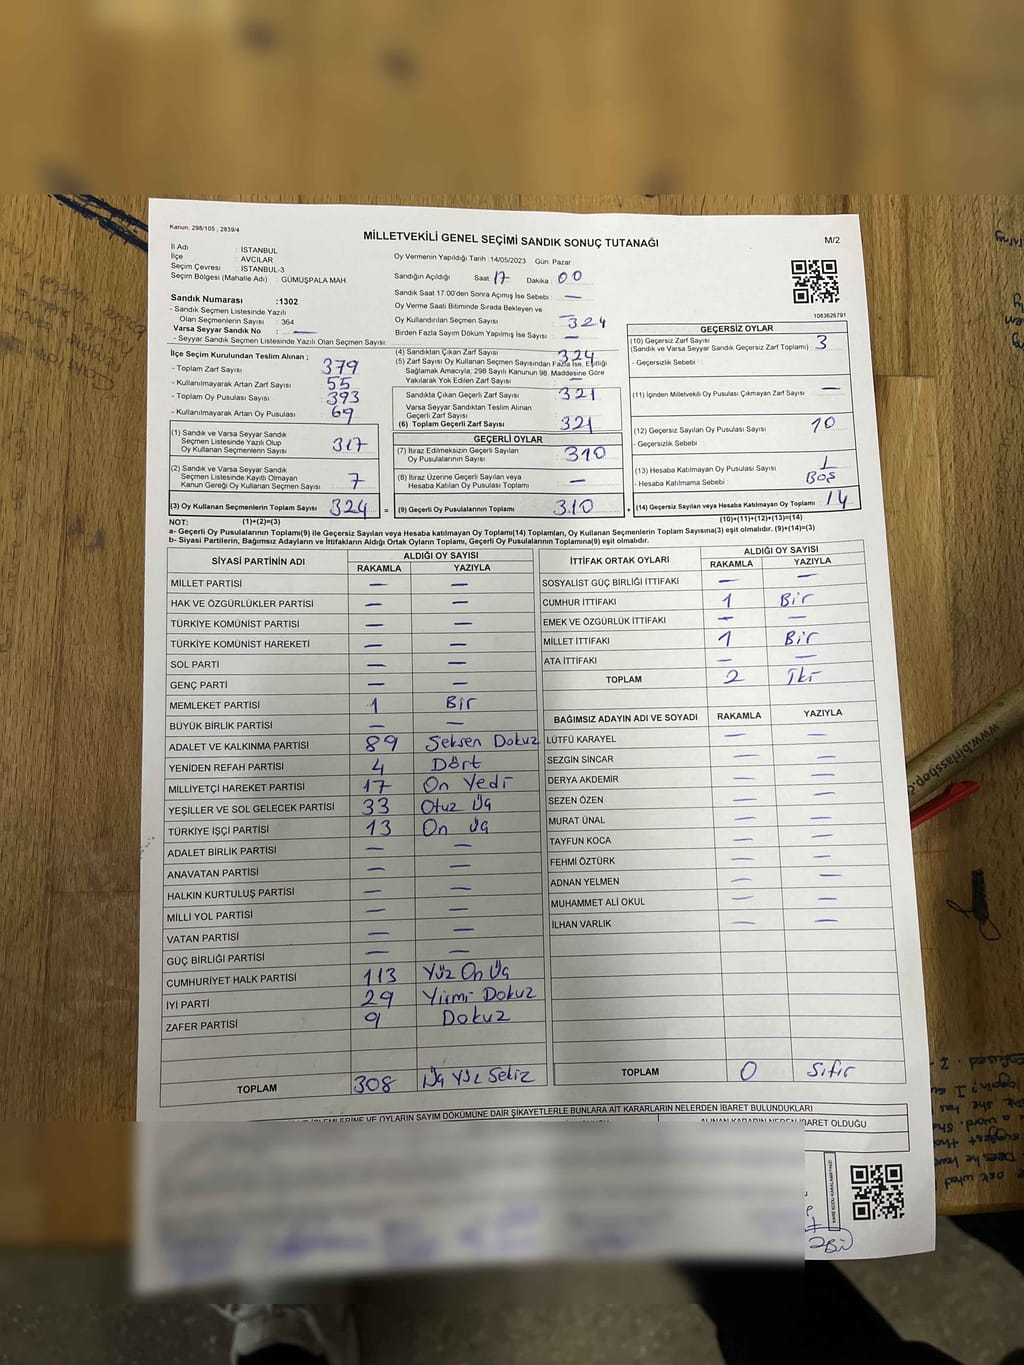 Kanun, 298/105 , 2839/4
MİLLETVEKİLİ GENEL SEÇİMİ SANDIK SONUÇ TUTANAĞI
M/2
İl Adı : İSTANBUL
İlçe : AVCILAR
Seçim Çevresi : İSTANBUL-3
Seçim Bölgesi (Mahalle Adı) : GÜMÜŞPALA MAH
Sandık Numarası :1302
- Sandık Seçmen Listesinde Yazılı
Olan Seçmenlerin Sayısı : 364
Varsa Seyyar Sandık No : —
- Seyyar Sandık Seçmen Listesinde Yazılı Olan Seçmen Sayısı :
Oy Vermenin Yapıldığı Tarih : 14/05/2023 Gün: Pazar
Sandığın Açıldığı Saat: 17 Dakika : 00
Sandık Saat 17.00'den Sonra Açımış İse Sebebi : —
Oy Verme Saati Bitiminde Sırada Bekleyen ve
Oy Kullandırılan Seçmen Sayısı : 324
Birden Fazla Sayım Döküm Yapılmış İse Sayısı : —
1083626791
İlçe Seçim Kurulundan Teslim Alınan ;
- Toplam Zarf Sayısı 379
- Kullanılmayarak Artan Zarf Sayısı 55
- Toplam Oy Pusulası Sayısı 393
- Kullanılmayarak Artan Oy Pusulası 69
(1) Sandık ve Varsa Seyyar Sandık
Seçmen Listesinde Yazılı Olup
Oy Kullanan Seçmenlerin Sayısı 317
(2) Sandık ve Varsa Seyyar Sandık
Seçmen Listesinde Kayıtlı Olmayan
Kanun Gereği Oy Kullanan Seçmen Sayısı 7
(3) Oy Kullanan Seçmenlerin Toplam Sayısı 324 =
(1)+(2)=(3)
(4) Sandıktan Çıkan Zarf Sayısı 324
(5) Zarf Sayısı Oy Kullanan Seçmen Sayısından Fazla İse, Eşitliği
Sağlamak Amacıyla, 298 Sayılı Kanunun 98. Maddesine Göre
Yakılarak Yok Edilen Zarf Sayısı —
Sandıkta Çıkan Geçerli Zarf Sayısı 321
Varsa Seyyar Sandıktan Teslim Alınan
Geçerli Zarf Sayısı
(6) Toplam Geçerli Zarf Sayısı 321
GEÇERLİ OYLAR
(7) İtiraz Edilmeksizin Geçerli Sayılan
Oy Pusulalarının Sayısı 310
(8) İtiraz Üzerine Geçerli Sayılan veya
Hesaba Katılan Oy Pusulası Toplamı —
(9) Geçerli Oy Pusulalarının Toplamı 310 +
GEÇERSİZ OYLAR
(10) Geçersiz Zarf Sayısı
(Sandık ve Varsa Seyyar Sandık Geçersiz Zarf Toplamı) 3
- Geçersizlik Sebebi :
(11) İçinden Milletvekili Oy Pusulası Çıkmayan Zarf Sayısı —
(12) Geçersiz Sayılan Oy Pusulası Sayısı 10
- Geçersizlik Sebebi
(13) Hesaba Katılmayan Oy Pusulası Sayısı 1
- Hesaba Katılmama Sebebi : Boş
(14) Geçersiz Sayılan veya Hesaba Katılmayan Oy Toplamı 14
(10)+(11)+(12)+(13)=(14)
NOT:
a- Geçerli Oy Pusulalarının Toplamı(9) ile Geçersiz Sayılan veya Hesaba katılmayan Oy Toplamı(14) Toplamları, Oy Kullanan Seçmenlerin Toplam Sayısına(3) eşit olmalıdır. (9)+(14)=(3)
b- Siyasi Partilerin, Bağımsız Adayların ve İttifakların Aldığı Ortak Oyların Toplamı, Geçerli Oy Pusulalarının Toplamına(9) eşit olmalıdır.
SİYASİ PARTİNİN ADI ALDIĞI OY SAYISI
RAKAMLA YAZIYLA
MİLLET PARTİSİ — —
HAK VE ÖZGÜRLÜKLER PARTİSİ — —
TÜRKİYE KOMÜNİST PARTİSİ — —
TÜRKİYE KOMÜNİST HAREKETİ — —
SOL PARTİ — —
GENÇ PARTİ — —
MEMLEKET PARTİSİ 1 Bir
BÜYÜK BİRLİK PARTİSİ — —
ADALET VE KALKINMA PARTİSİ 89 Seksen Dokuz
YENİDEN REFAH PARTİSİ 4 Dört
MİLLİYETÇİ HAREKET PARTİSİ 17 On Yedi
YEŞİLLER VE SOL GELECEK PARTİSİ 33 Otuz Üç
TÜRKİYE İŞÇİ PARTİSİ 13 On Üç
ADALET BİRLİK PARTİSİ — —
ANAVATAN PARTİSİ — —
HALKIN KURTULUŞ PARTİSİ — —
MİLLİ YOL PARTİSİ — —
VATAN PARTİSİ — —
GÜÇ BİRLİĞİ PARTİSİ — —
CUMHURİYET HALK PARTİSİ 113 Yüz On Üç
İYİ PARTİ 29 Yirmi Dokuz
ZAFER PARTİSİ 9 Dokuz
TOPLAM 308 Üç Yüz Sekiz
İTTİFAK ORTAK OYLARI ALDIĞI OY SAYISI
RAKAMLA YAZIYLA
SOSYALİST GÜÇ BİRLİĞİ İTTİFAKI — —
CUMHUR İTTİFAKI 1 Bir
EMEK VE ÖZGÜRLÜK İTTİFAKI — —
MİLLET İTTİFAKI 1 Bir
ATA İTTİFAKI — —
TOPLAM 2 İki
BAĞIMSIZ ADAYIN ADI VE SOYADI RAKAMLA YAZIYLA
LÜTFÜ KARAYEL — —
SEZGİN SİNCAR — —
DERYA AKDEMİR — —
SEZEN ÖZEN — —
MURAT ÜNAL — —
TAYFUN KOCA — —
FEHMİ ÖZTÜRK — —
ADNAN YELMEN — —
MUHAMMET ALİ OKUL — —
İLHAN VARLIK — —
TOPLAM 0 Sıfır
İŞLEMLERİNE VE OYLARIN SAYIM DÖKÜMÜNE DAİR ŞİKAYETLERLE BUNLARA AİT KARARLARIN NELERDEN İBARET BULUNDUKLARI
ALINAN KARARIN NEDEN İBARET OLDUĞU
www.birlasshop.c